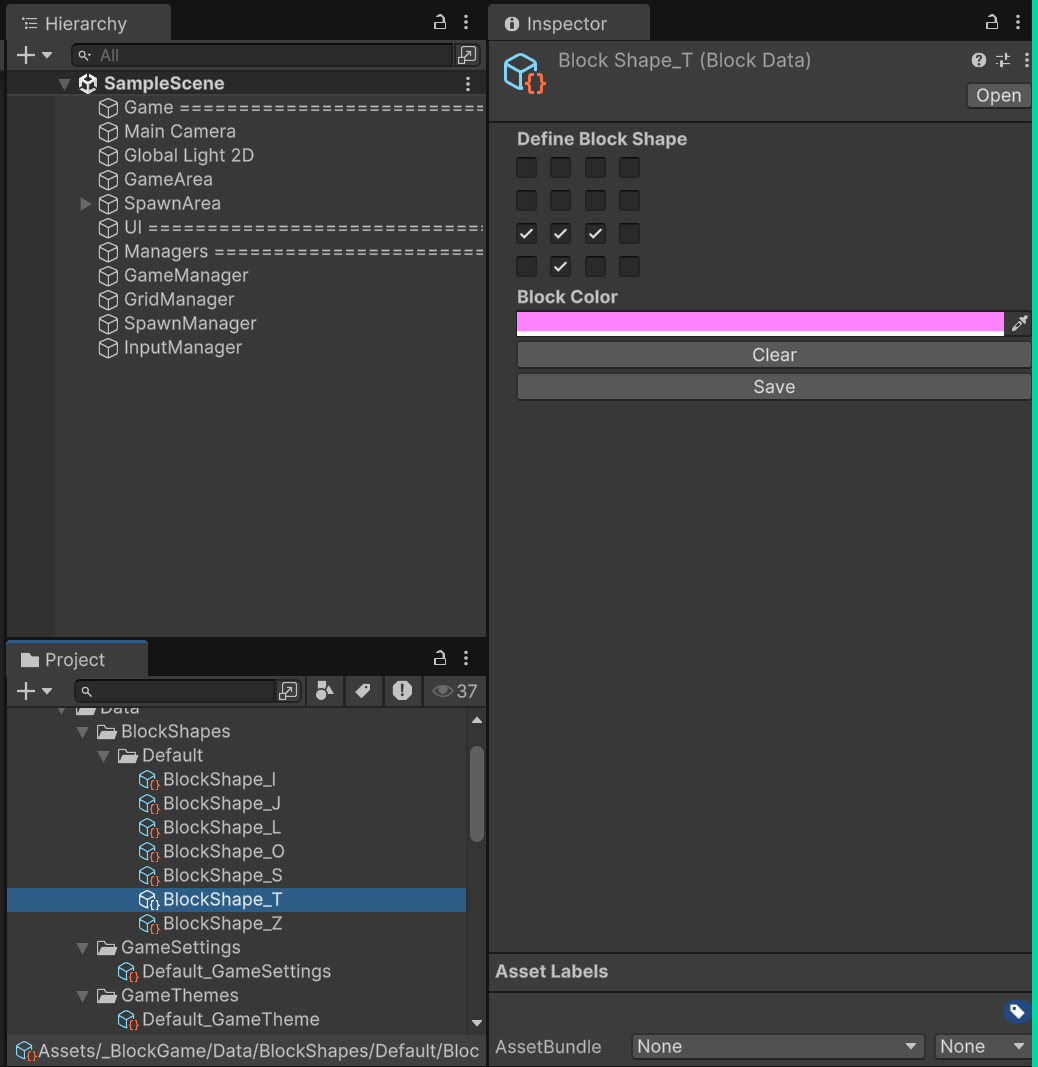 Hierarchy
All
SampleScene
Game ==========================
Main Camera
Global Light 2D
GameArea
SpawnArea
UI =============================
Managers =======================
GameManager
GridManager
SpawnManager
InputManager
Project
37
Data
BlockShapes
Default
BlockShape_I
BlockShape_J
BlockShape_L
BlockShape_O
BlockShape_S
BlockShape_T
BlockShape_Z
GameSettings
Default_GameSettings
GameThemes
Default_GameTheme
Assets/_BlockGame/Data/BlockShapes/Default/Bloc
Inspector
Block Shape_T (Block Data)
Open
Define Block Shape
Block Color
Clear
Save
Asset Labels
AssetBundle
None
None